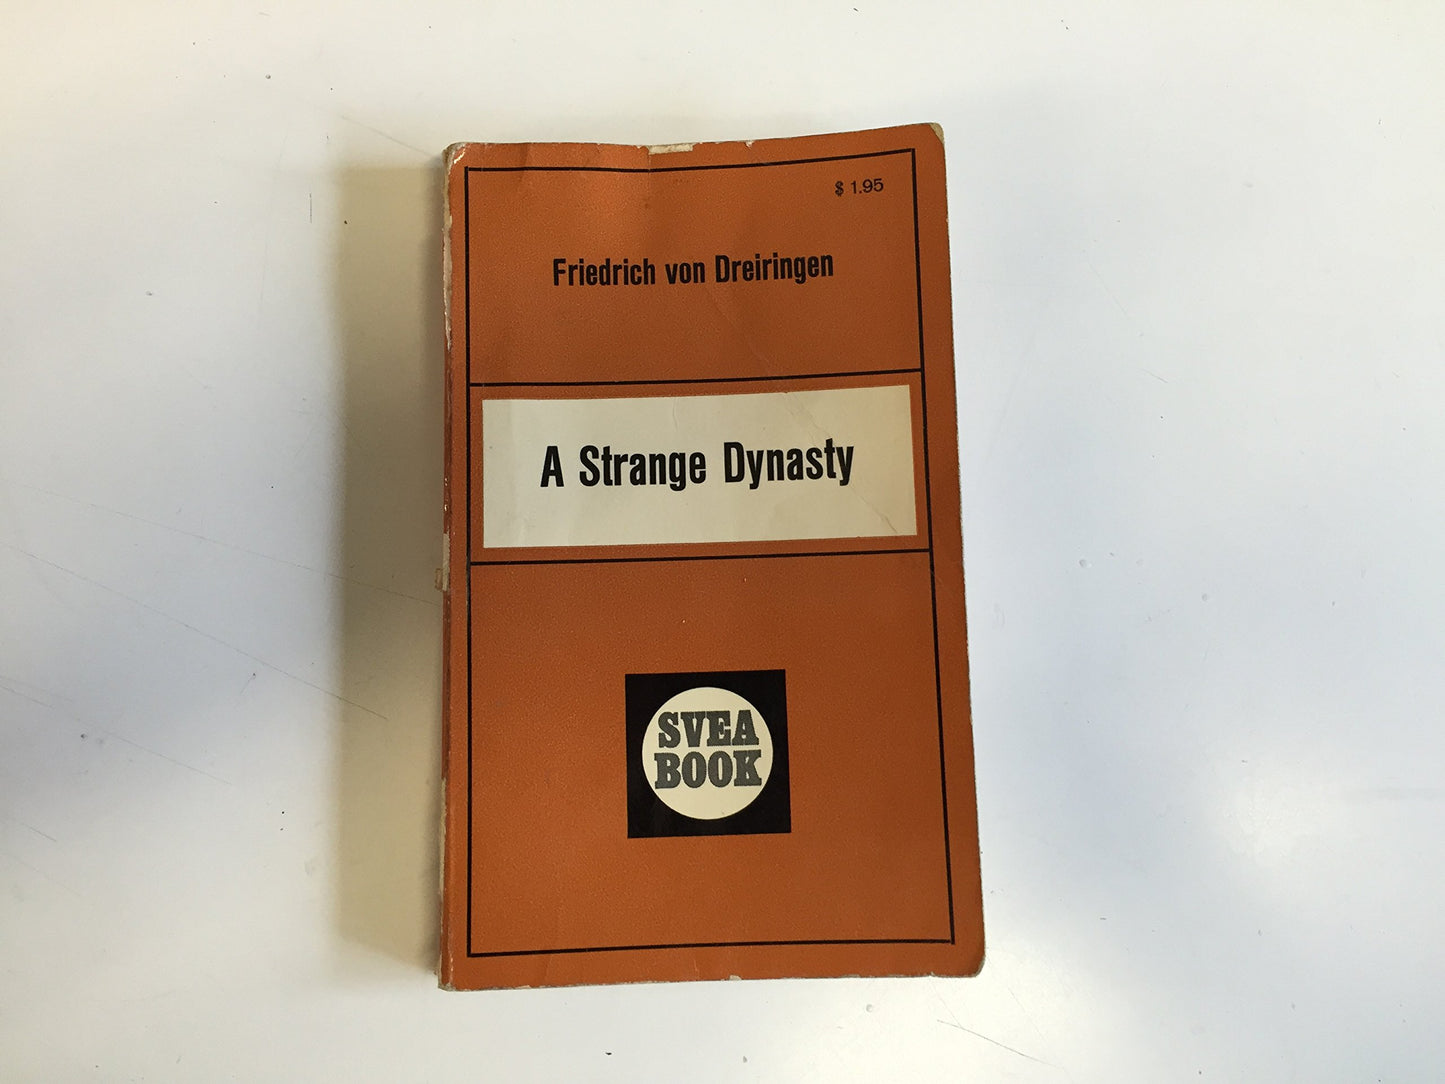 $ 1.95
Friedrich von Dreiringen
A Strange Dynasty
SVEA
BOOK